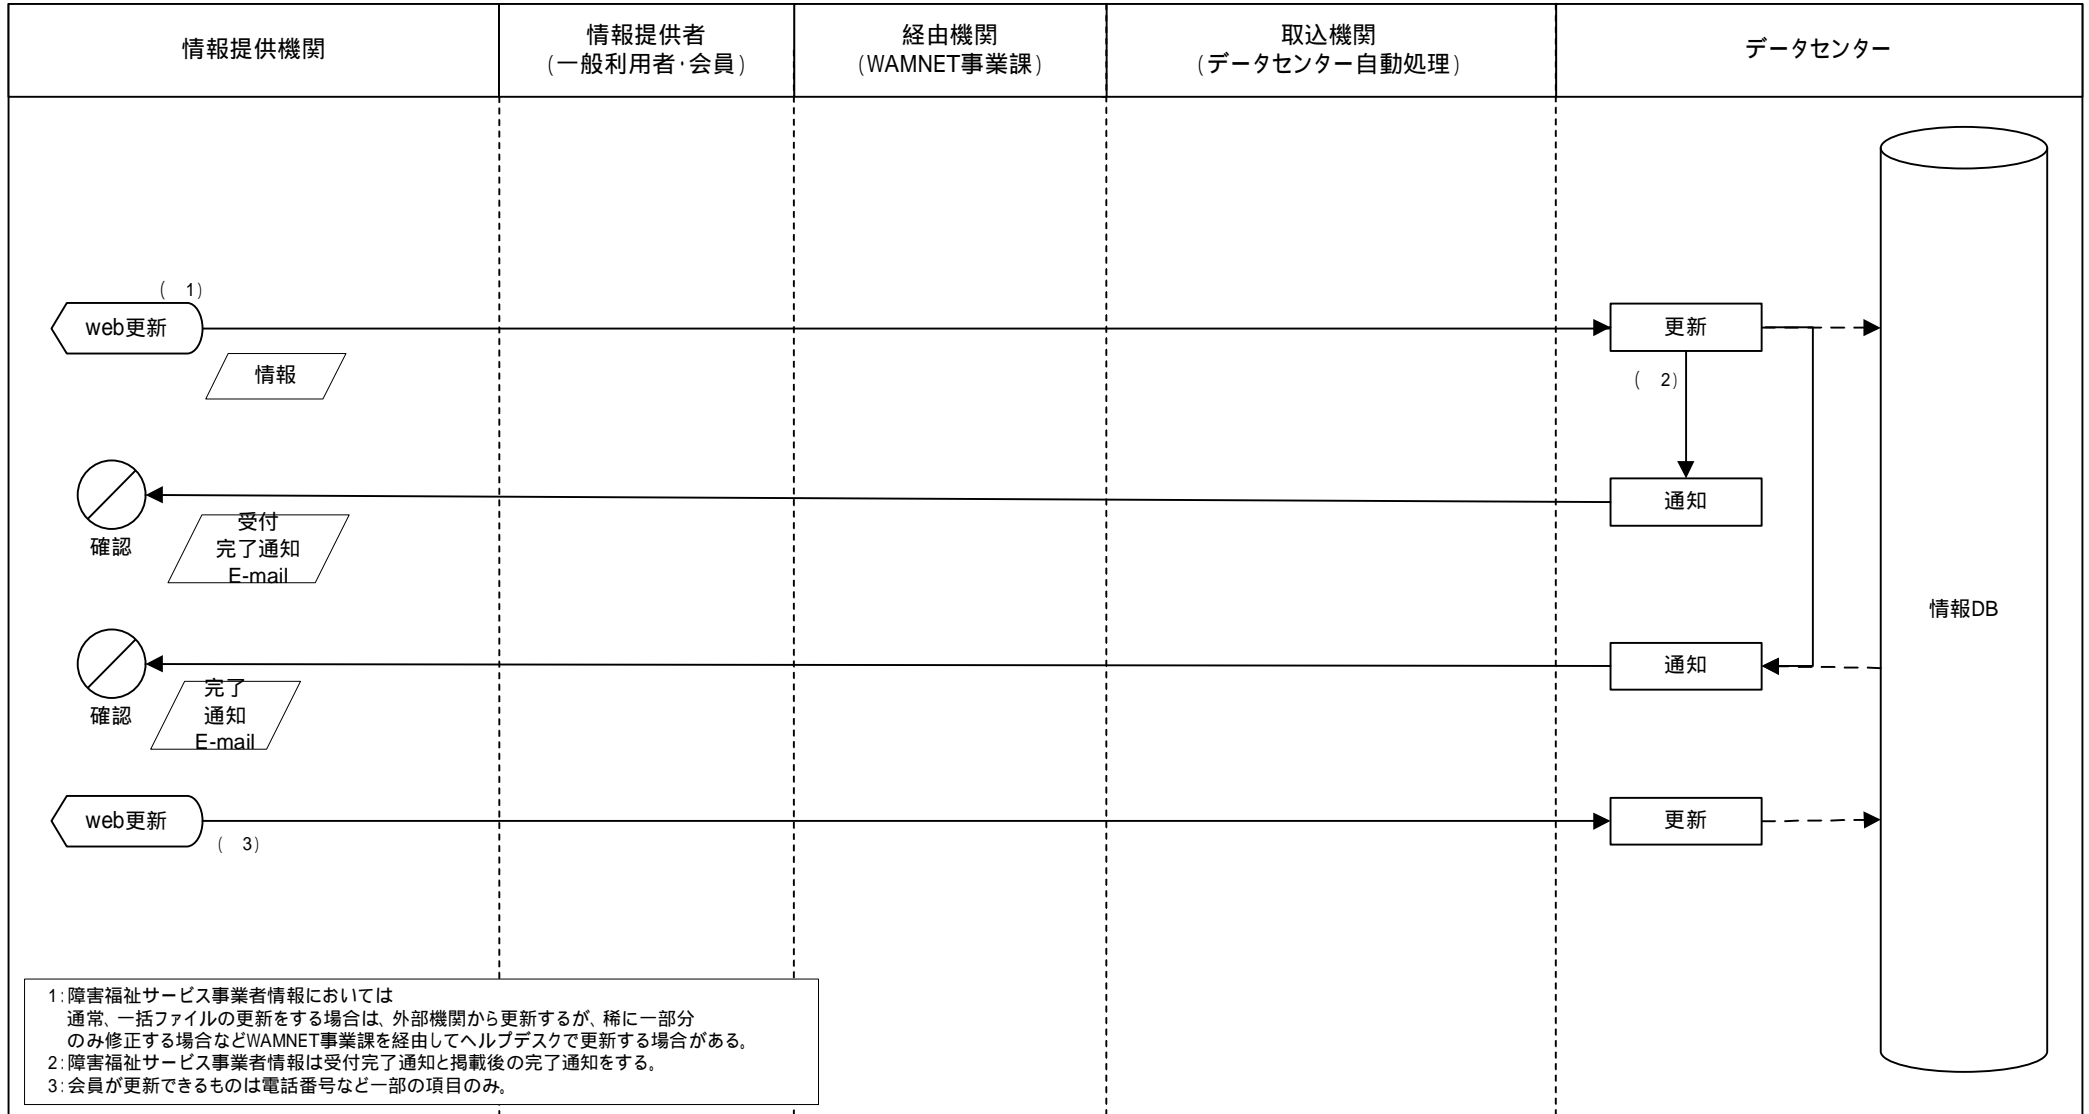 情報提供機関
情報提供者
(一般利用者・会員)
経由機関
(WAMNET事業課)
取込機関
(データセンター自動処理)
データセンター
( 1)
web更新
更新
情報
( 2)
通知
確認
受付
完了通知
E-mail
情報DB
通知
確認
完了
通知
E-mail
web更新
更新
( 3)
1:障害福祉サービス事業者情報においては
通常、一括ファイルの更新をする場合は、外部機関から更新するが、稀に一部分
のみ修正する場合などWAMNET事業課を経由してヘルプデスクで更新する場合がある。
2:障害福祉サービス事業者情報は受付完了通知と掲載後の完了通知をする。
3:会員が更新できるものは電話番号など一部の項目のみ。